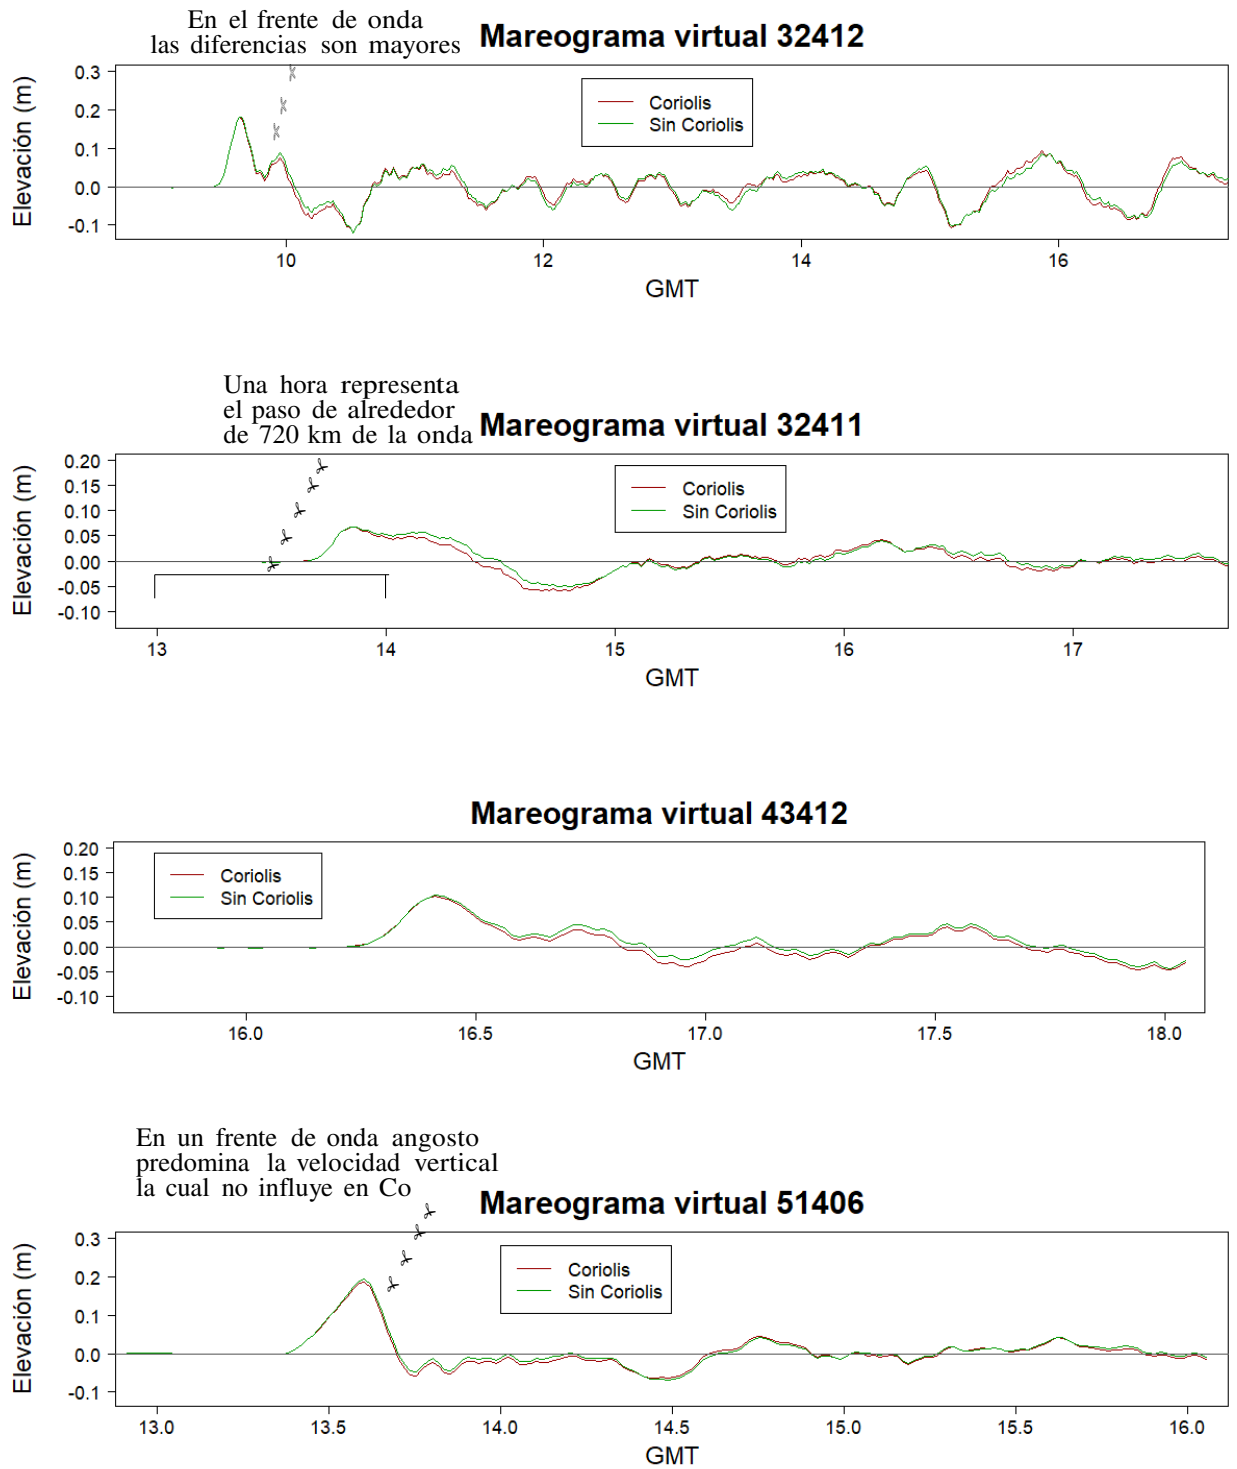 En el frente de onda
las diferencias son mayores
Mareograma virtual 32412
Elevación (m)
0.3
0.2
0.1
0.0
-0.1
Coriolis
Sin Coriolis
10 12 14 16
GMT
Una hora representa
el paso de alrededor
de 720 km de la onda
Mareograma virtual 32411
Elevación (m)
0.20
0.15
0.10
0.05
0.00
-0.05
-0.10
Coriolis
Sin Coriolis
13 14 15 16 17
GMT
Mareograma virtual 43412
Elevación (m)
0.20
0.15
0.10
0.05
0.00
-0.05
-0.10
Coriolis
Sin Coriolis
16.0 16.5 17.0 17.5 18.0
GMT
En un frente de onda angosto
predomina la velocidad vertical
la cual no influye en Co
Mareograma virtual 51406
Elevación (m)
0.3
0.2
0.1
0.0
-0.1
Coriolis
Sin Coriolis
13.0 13.5 14.0 14.5 15.0 15.5 16.0
GMT